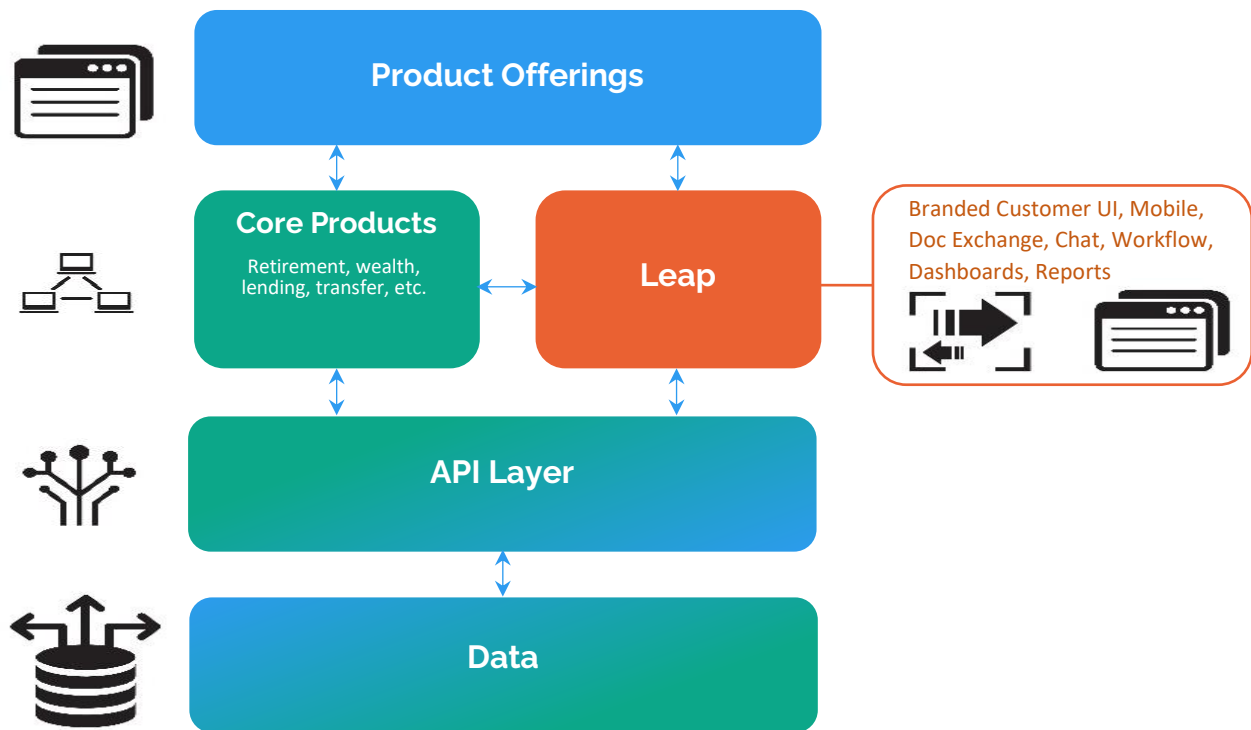 Product Offerings
Core Products
Retirement, wealth,
lending, transfer, etc.
Leap
Branded Customer UI, Mobile,
Doc Exchange, Chat, Workflow,
Dashboards, Reports
API Layer
Data